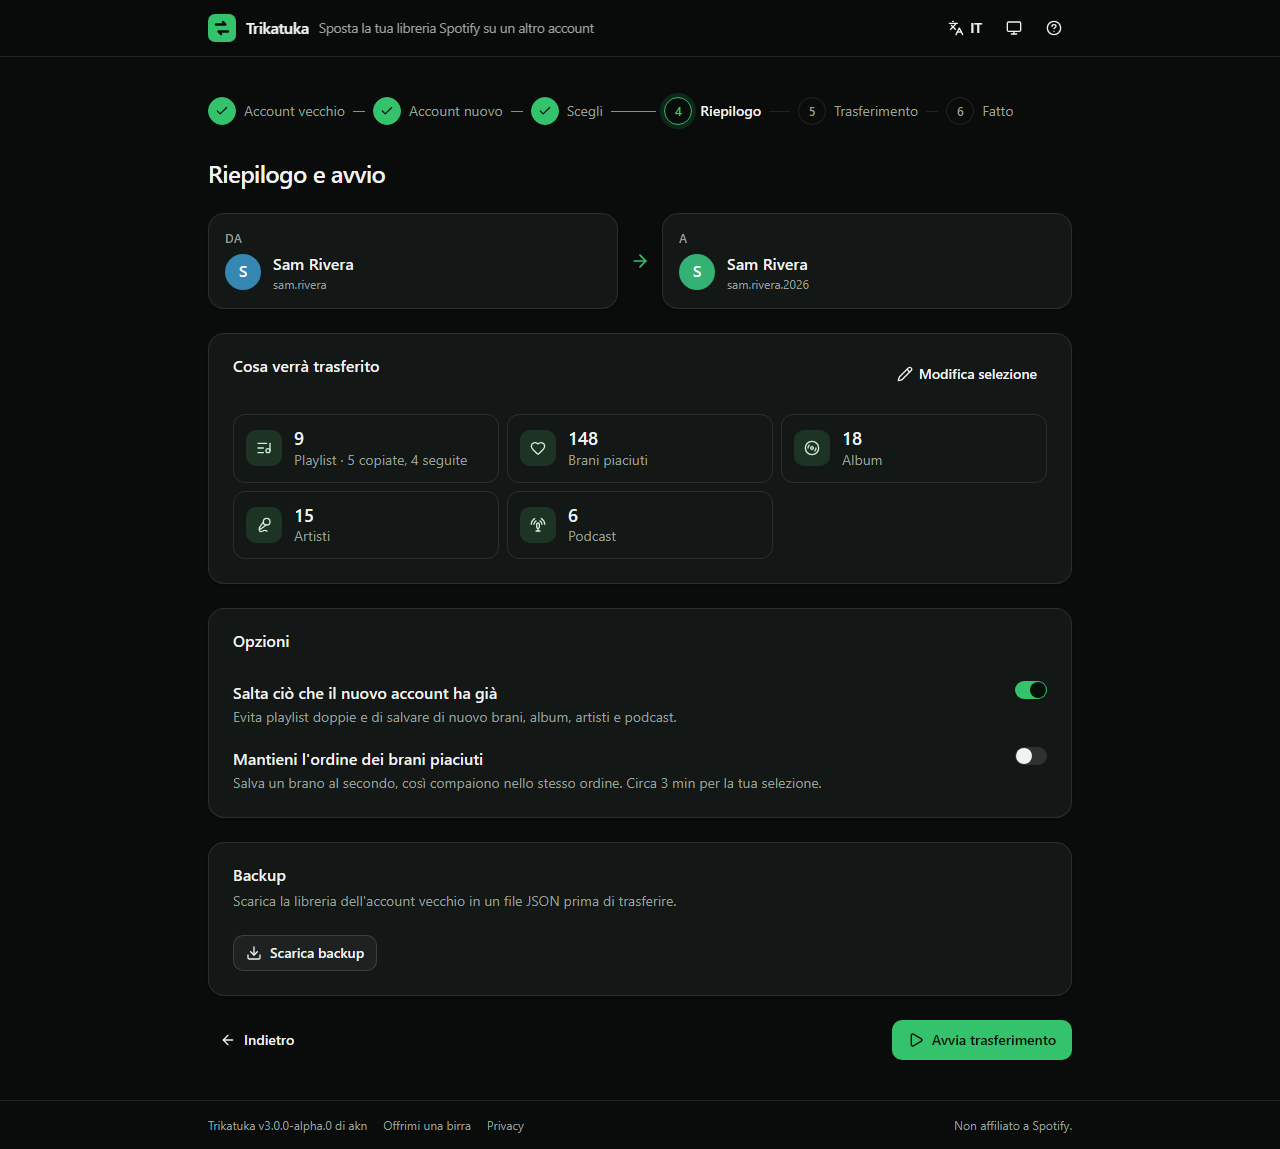 Trikatuka Sposta la tua libreria Spotify su un altro account
IT
Account vecchio
Account nuovo
Scegli
4 Riepilogo
5 Trasferimento
6 Fatto
Riepilogo e avvio
DA
S
Sam Rivera
sam.rivera
A
S
Sam Rivera
sam.rivera.2026
Cosa verrà trasferito
Modifica selezione
9
Playlist · 5 copiate, 4 seguite
148
Brani piaciuti
18
Album
15
Artisti
6
Podcast
Opzioni
Salta ciò che il nuovo account ha già
Evita playlist doppie e di salvare di nuovo brani, album, artisti e podcast.
Mantieni l'ordine dei brani piaciuti
Salva un brano al secondo, così compaiono nello stesso ordine. Circa 3 min per la tua selezione.
Backup
Scarica la libreria dell'account vecchio in un file JSON prima di trasferire.
Scarica backup
Indietro
Avvia trasferimento
Trikatuka v3.0.0-alpha.0 di akn
Offrimi una birra
Privacy
Non affiliato a Spotify.